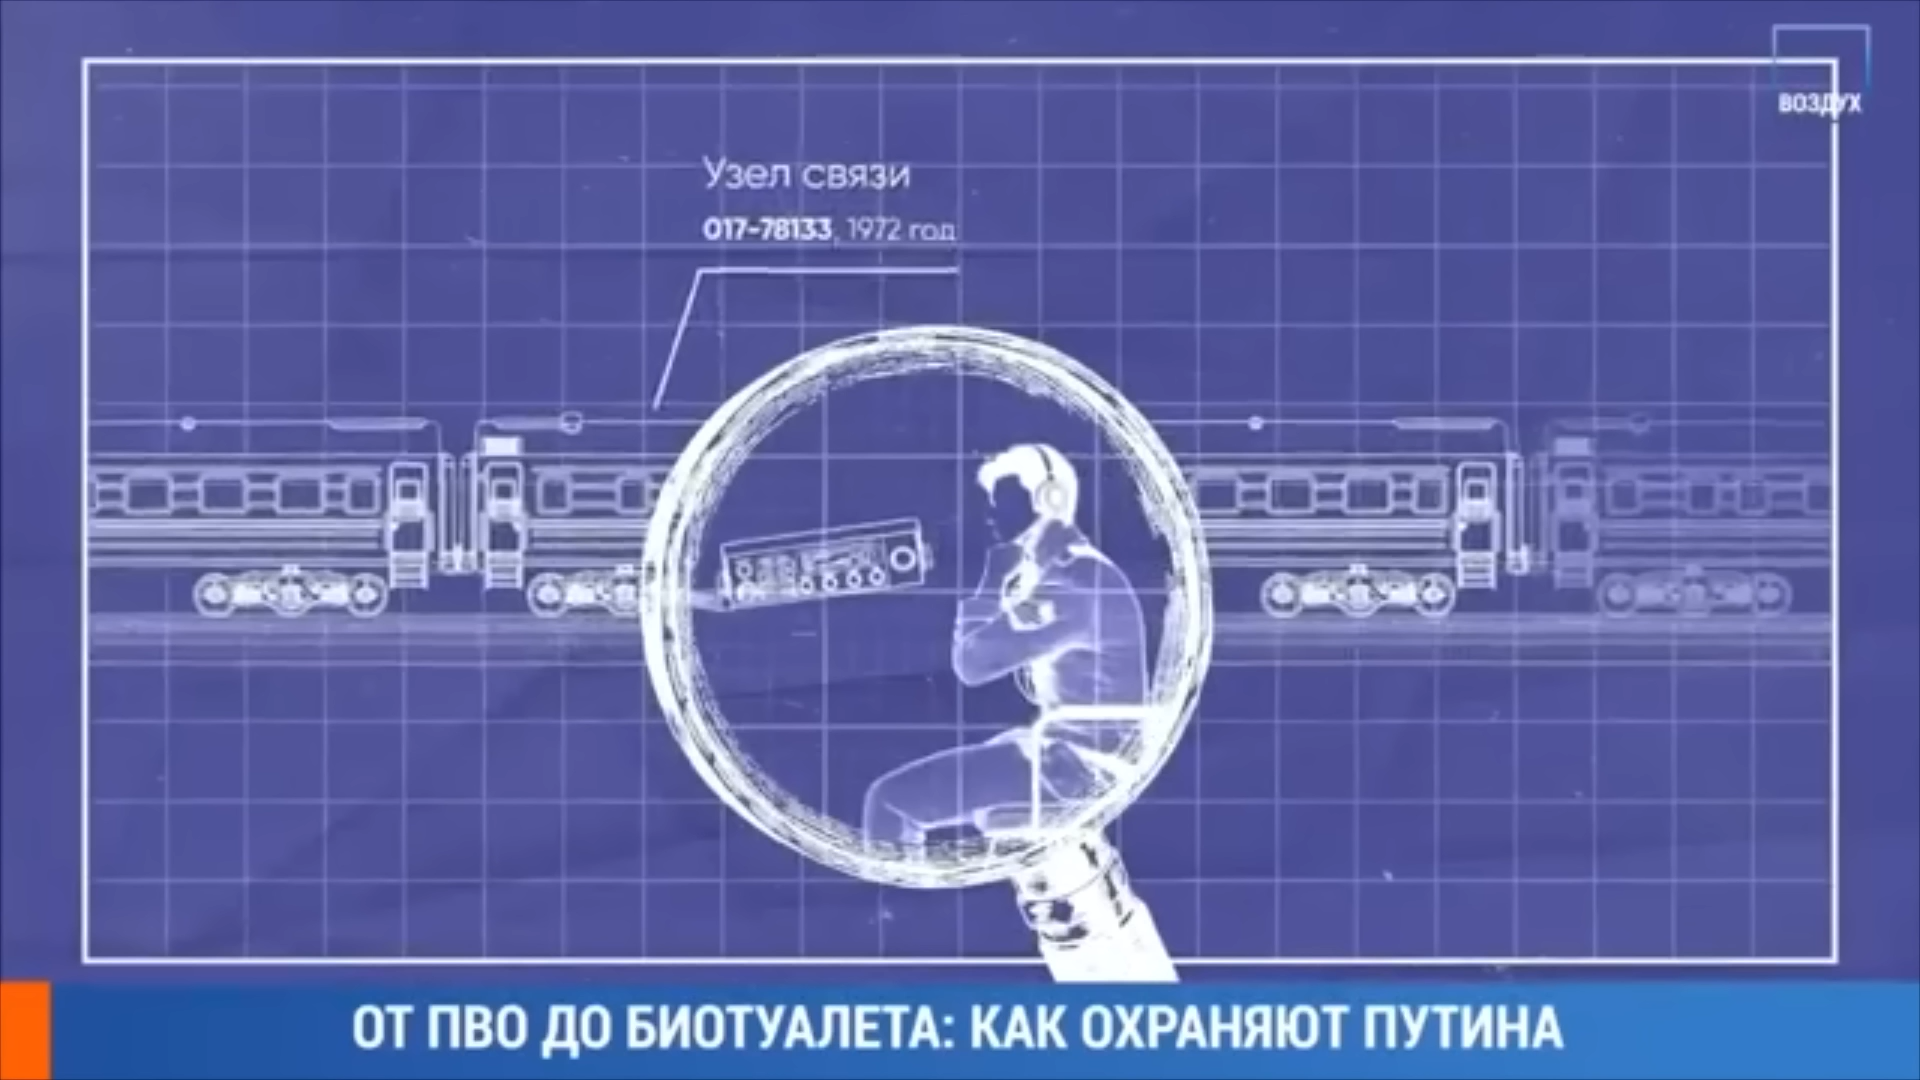 ВОЗДУХ
Узел связи
017-78133, 1972 год
ОТ ПВО ДО БИОТУАЛЕТА: КАК ОХРАНЯЮТ ПУТИНА